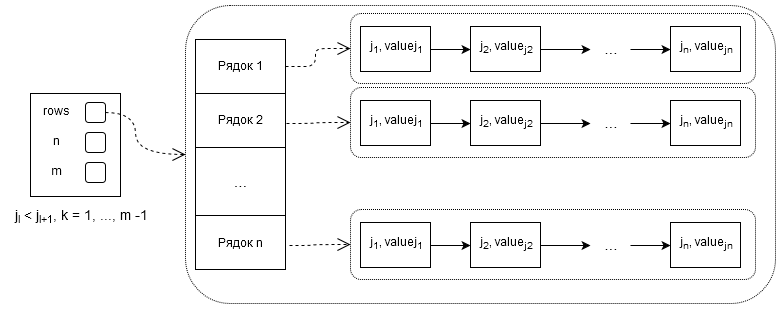 rows
n
m
jl < jl+1, k = 1, ..., m -1
Рядок 1
Рядок 2
...
Рядок n
j1, valuej1
j2, valuej2
...
jn, valuejn
j1, valuej1
j2, valuej2
...
jn, valuejn
j1, valuej1
j2, valuej2
...
jn, valuejn